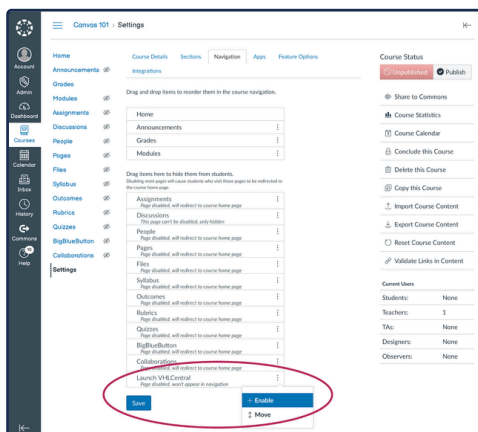 Canvas 101 › Settings
Account
Admin
Dashboard
Courses
Calendar
Inbox
History
Commons
10
Help
Home
Announcements
Grades
Modules
Assignments
Discussions
People
Pages
Files
Syllabus
Outcomes
Rubrics
Quizzes
BigBlueButton
Collaborations
Settings
Course Details Sections Navigation Apps Feature Options
Integrations
Drag and drop items to reorder them in the course navigation.
Home
Announcements
Grades
Modules
Drag items here to hide them from students.
Disabling most pages will cause students who visit those pages to be redirected to
the course home page.
Assignments
Page disabled, will redirect to course home page
Discussions
This page can't be disabled, only hidden
People
Page disabled, will redirect to course home page
Pages
Page disabled, will redirect to course home page
Files
Page disabled, will redirect to course home page
Syllabus
Page disabled, will redirect to course home page
Outcomes
Page disabled, will redirect to course home page
Rubrics
Page disabled, will redirect to course home page
Quizzes
Page disabled, will redirect to course home page
BigBlueButton
Page disabled, will redirect to course home page
Collaborations
Page disabled, will redirect to course home page
Launch VHLCentral
Page disabled, won't appear in navigation
+ Enable
Move
Save
Course Status
Unpublished Publish
Share to Commons
Course Statistics
Course Calendar
Conclude this Course
Delete this Course
Copy this Course
Import Course Content
Export Course Content
Reset Course Content
Validate Links in Content
Current Users
Students: None
Teachers: 1
TAs: None
Designers: None
Observers: None